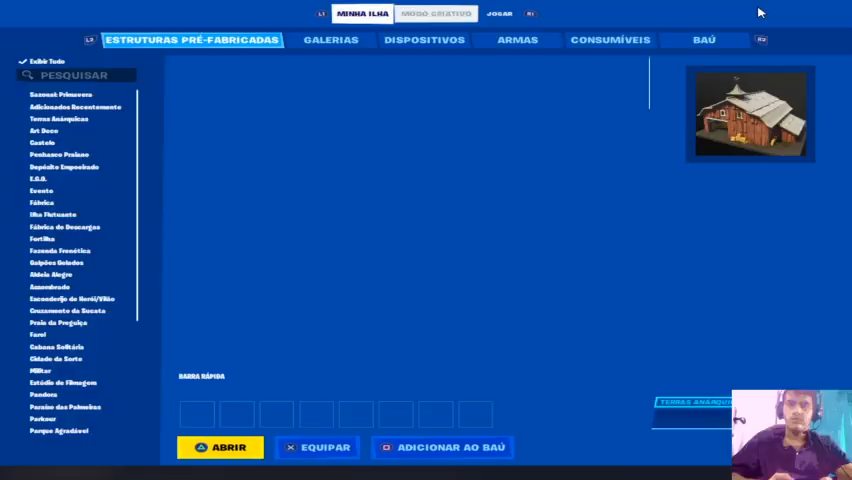 L1 MINHA ILHA MODO CRIATIVO JOGAR R1
L2 ESTRUTURAS PRÉ-FABRICADAS GALERIAS DISPOSITIVOS ARMAS CONSUMÍVEIS BAÚ R2
Exibir Tudo
PESQUISAR
Sazonal: Primavera
Adicionados Recentemente
Terras Anárquicas
Art Deco
Castelo
Penhasco Praiano
Depósito Empoeirado
E.G.O.
Evento
Fábrica
Ilha Flutuante
Fábrica de Descargas
Fortilha
Fazenda Frenética
Galpões Gelados
Aldeia Alegre
Assombrado
Esconderijo de Herói/Vilão
Cruzamento da Sucata
Praia da Preguiça
Farol
Cabana Solitária
Cidade da Sorte
Militar
Estúdio de Filmagem
Pandora
Paraíso das Palmeiras
Parkour
Parque Agradável
BARRA RÁPIDA
TERRAS ANÁRQUI
ABRIR EQUIPAR ADICIONAR AO BAÚ